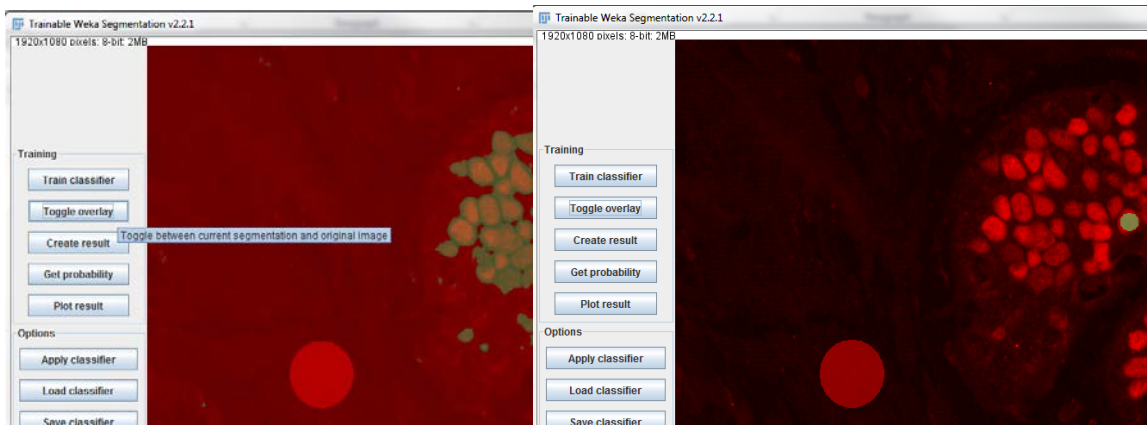 Trainable Weka Segmentation v2.2.1
1920x1080 pixels: 8-bit: 2MB
Training
Train classifier
Toggle overlay
Toggle between current segmentation and original image
Create result
Get probability
Plot result
Options
Apply classifier
Load classifier
Save classifier
Trainable Weka Segmentation v2.2.1
1920x1080 pixels: 8-bit: 2MB
Training
Train classifier
Toggle overlay
Create result
Get probability
Plot result
Options
Apply classifier
Load classifier
Save classifier